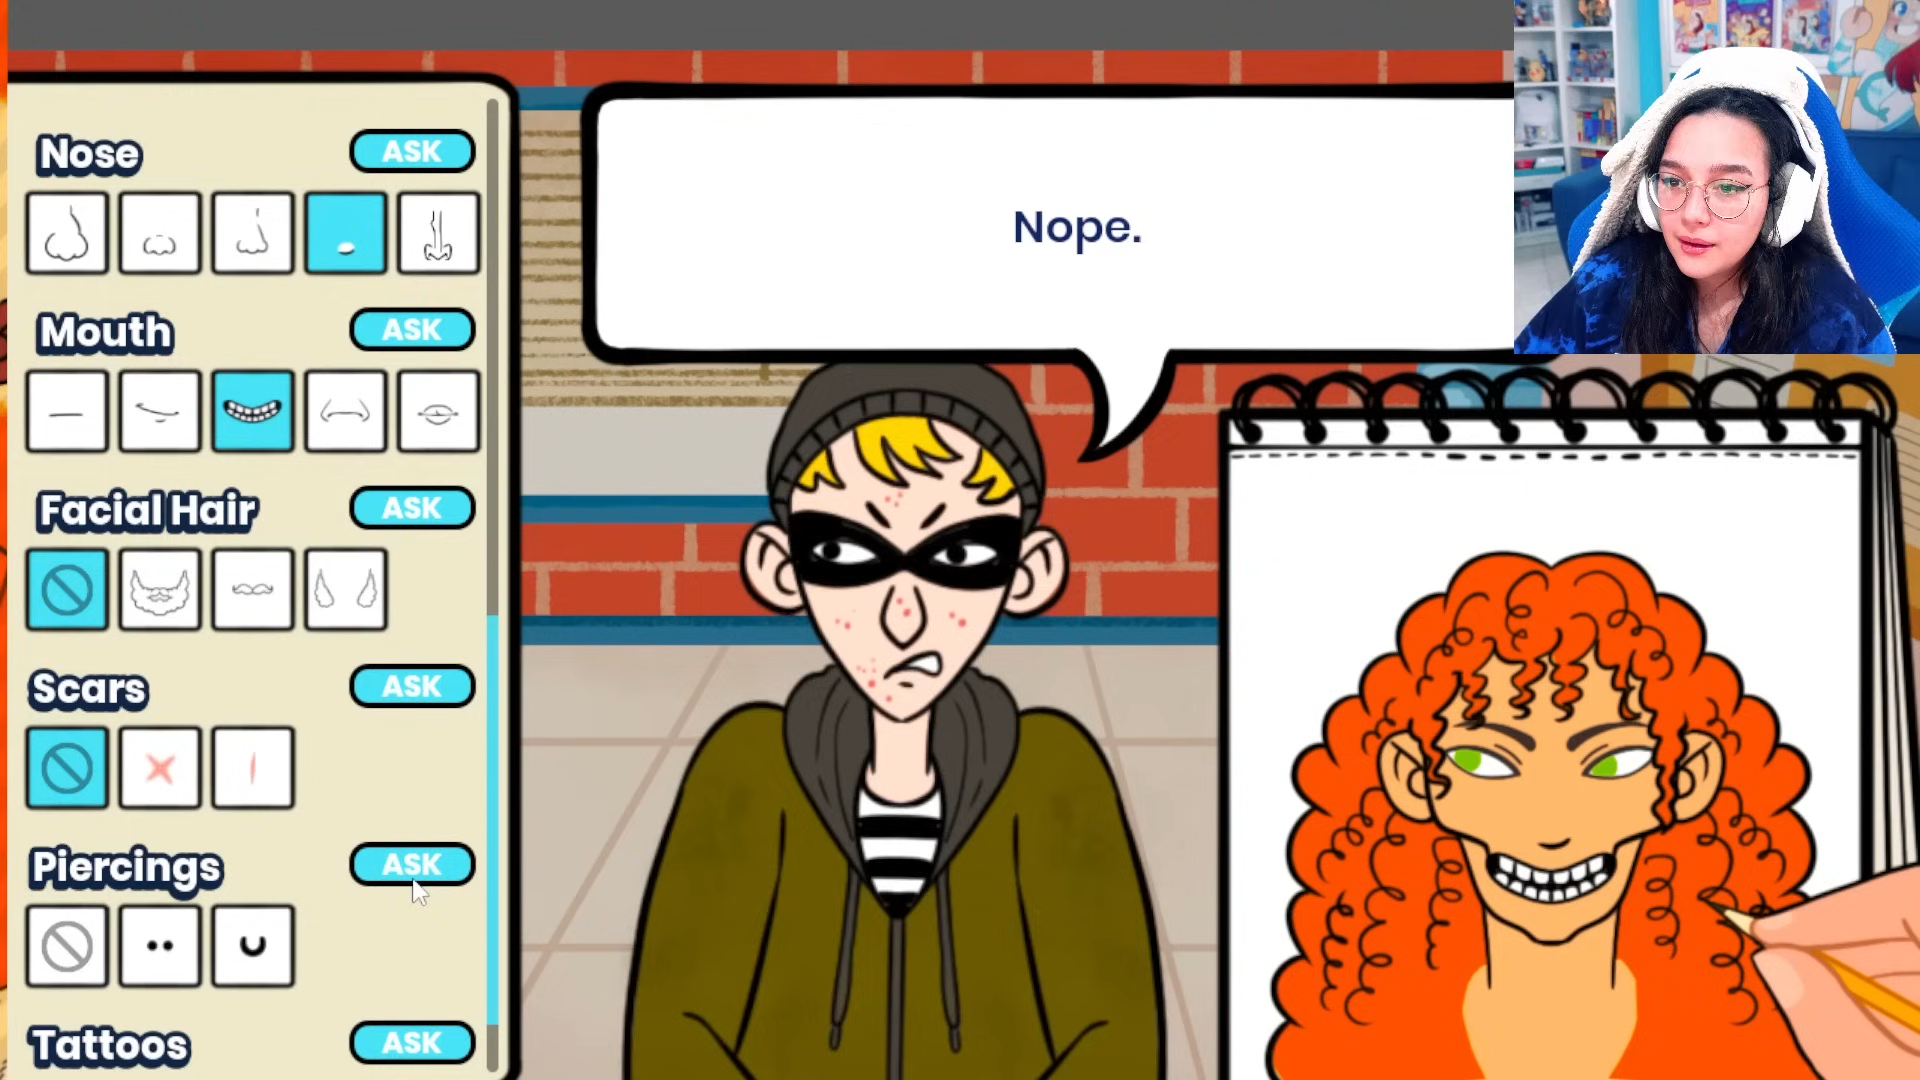 Nose
ASK
Nope.
Mouth
ASK
Facial Hair
ASK
Scars
ASK
Piercings
ASK
Tattoos
ASK